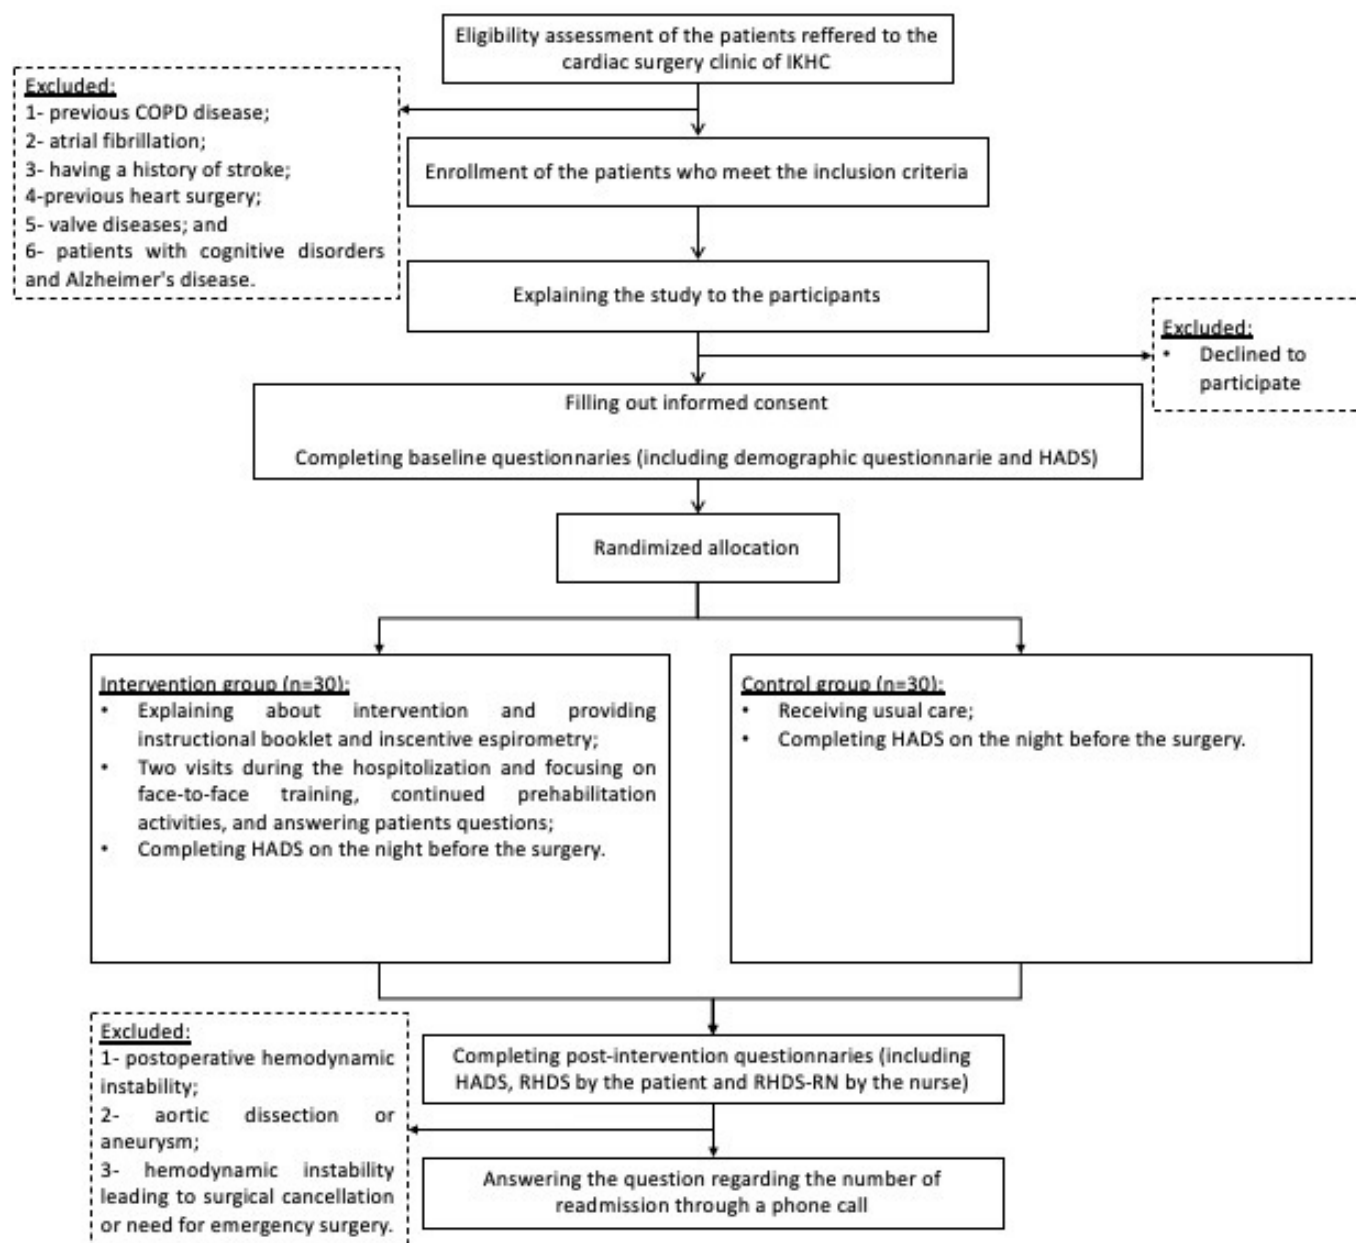 Eligibility assessment of the patients reffered to the
cardiac surgery clinic of IKHC
Excluded:
1- previous COPD disease;
2- atrial fibrillation;
3- having a history of stroke;
4-previous heart surgery;
5- valve diseases; and
6- patients with cognitive disorders
and Alzheimer's disease.
Enrollment of the patients who meet the inclusion criteria
Explaining the study to the participants
Excluded:
• Declined to
participate
Filling out informed consent
Completing baseline questionnaries (including demographic questionnarie and HADS)
Randimized allocation
Intervention group (n=30):
• Explaining about intervention and providing
instructional booklet and inscentive espirometry;
• Two visits during the hospitolization and focusing on
face-to-face training, continued prehabilitation
activities, and answering patients questions;
• Completing HADS on the night before the surgery.
Control group (n=30):
• Receiving usual care;
• Completing HADS on the night before the surgery.
Completing post-intervention questionnaries (including
HADS, RHDS by the patient and RHDS-RN by the nurse)
Excluded:
1- postoperative hemodynamic
instability;
2- aortic dissection or
aneurysm;
3- hemodynamic instability
leading to surgical cancellation
or need for emergency surgery.
Answering the question regarding the number of
readmission through a phone call